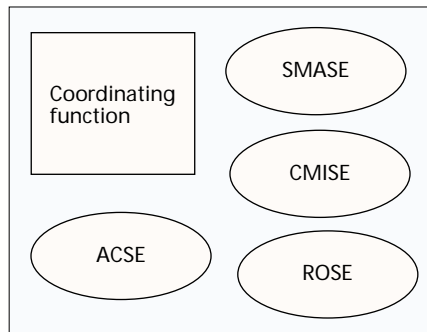 Coordinating
function
SMASE
CMISE
ACSE
ROSE